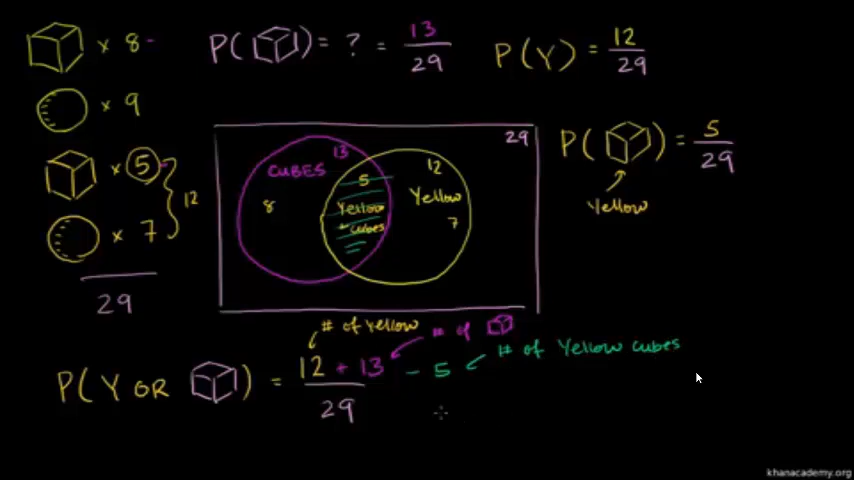 × 8 -
× 9
× 5
× 7
12
29
P( ) = ? = 13/29
P(Y) = 12/29
P( ) = 5/29
Yellow
29
CUBES 13
8
5
Yellow
+ cubes
12
Yellow
7
# of Yellow
# of
# of Yellow cubes
P(Y OR ) = 12 + 13 - 5
29
khanacademy.org